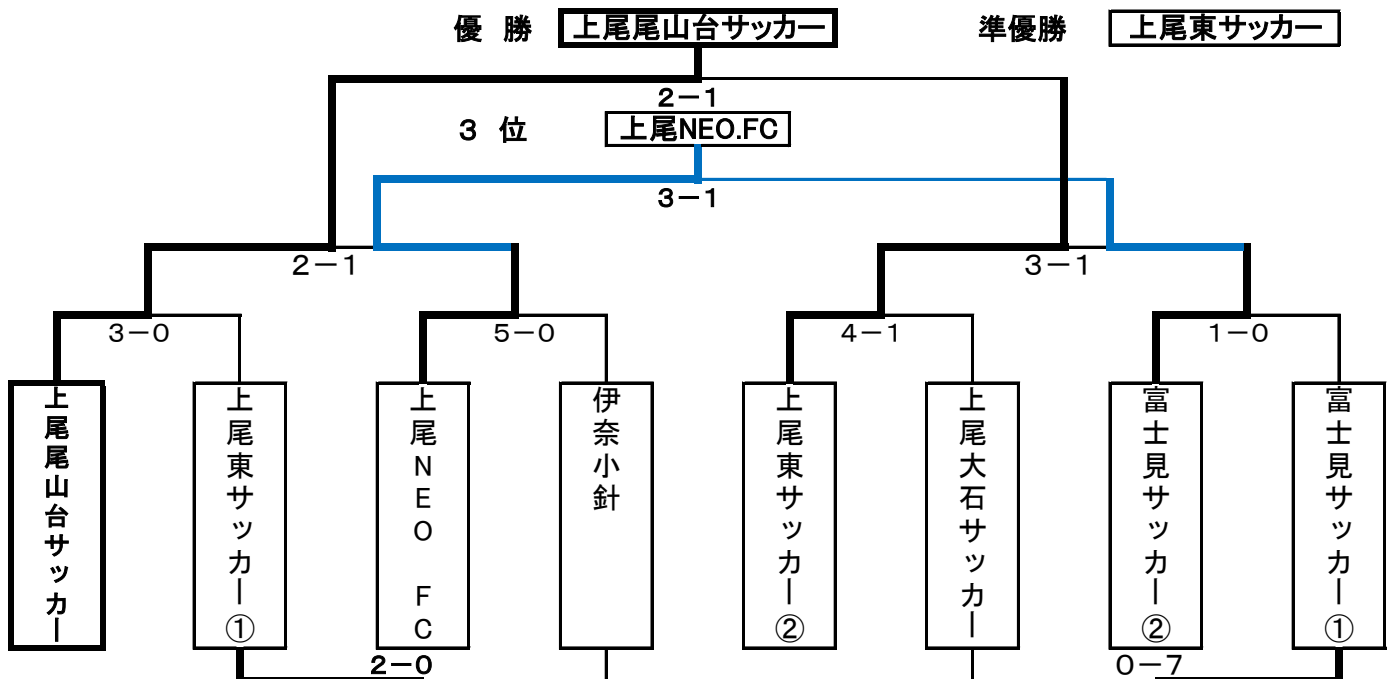 優 勝 上尾尾山台サッカー 準優勝 上尾東サッカー
2－1
3 位 上尾NEO.FC
3－1
2－1 3－1
3－0 5－0 4－1 1－0
上尾尾山台サッカー
上尾東サッカー①
上尾NEO FC
伊奈小針
上尾東サッカー②
上尾大石サッカー
富士見サッカー②
富士見サッカー①
2－0 0－7